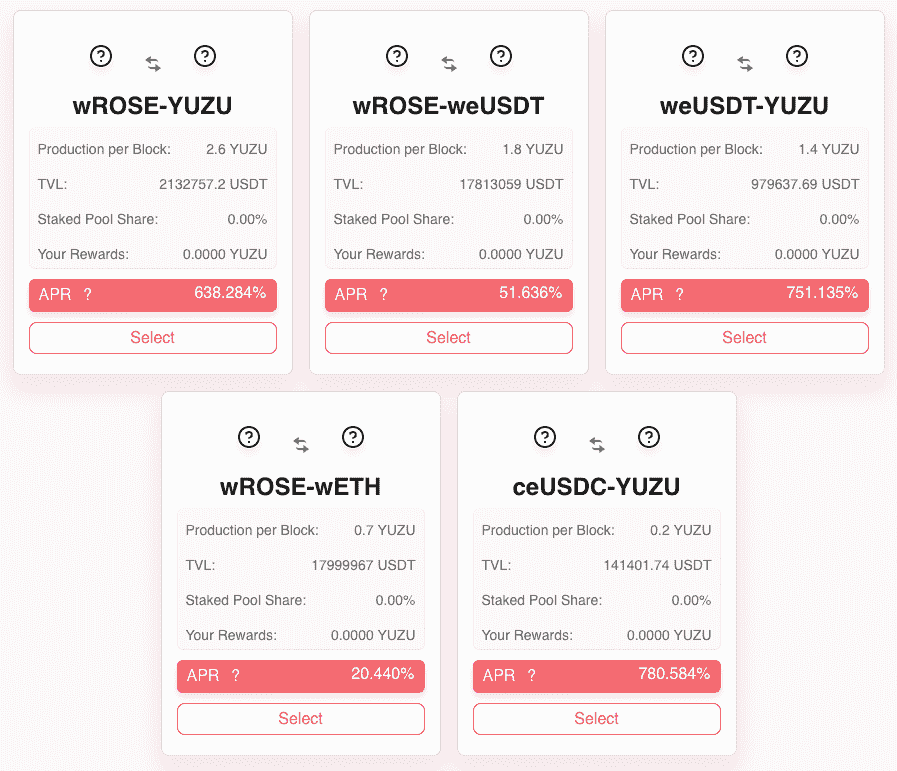 wROSE-YUZU
Production per Block: 2.6 YUZU
TVL: 2132757.2 USDT
Staked Pool Share: 0.00%
Your Rewards: 0.0000 YUZU
APR ? 638.284%
Select
wROSE-weUSDT
Production per Block: 1.8 YUZU
TVL: 17813059 USDT
Staked Pool Share: 0.00%
Your Rewards: 0.0000 YUZU
APR ? 51.636%
Select
weUSDT-YUZU
Production per Block: 1.4 YUZU
TVL: 979637.69 USDT
Staked Pool Share: 0.00%
Your Rewards: 0.0000 YUZU
APR ? 751.135%
Select
wROSE-wETH
Production per Block: 0.7 YUZU
TVL: 17999967 USDT
Staked Pool Share: 0.00%
Your Rewards: 0.0000 YUZU
APR ? 20.440%
Select
ceUSDC-YUZU
Production per Block: 0.2 YUZU
TVL: 141401.74 USDT
Staked Pool Share: 0.00%
Your Rewards: 0.0000 YUZU
APR ? 780.584%
Select